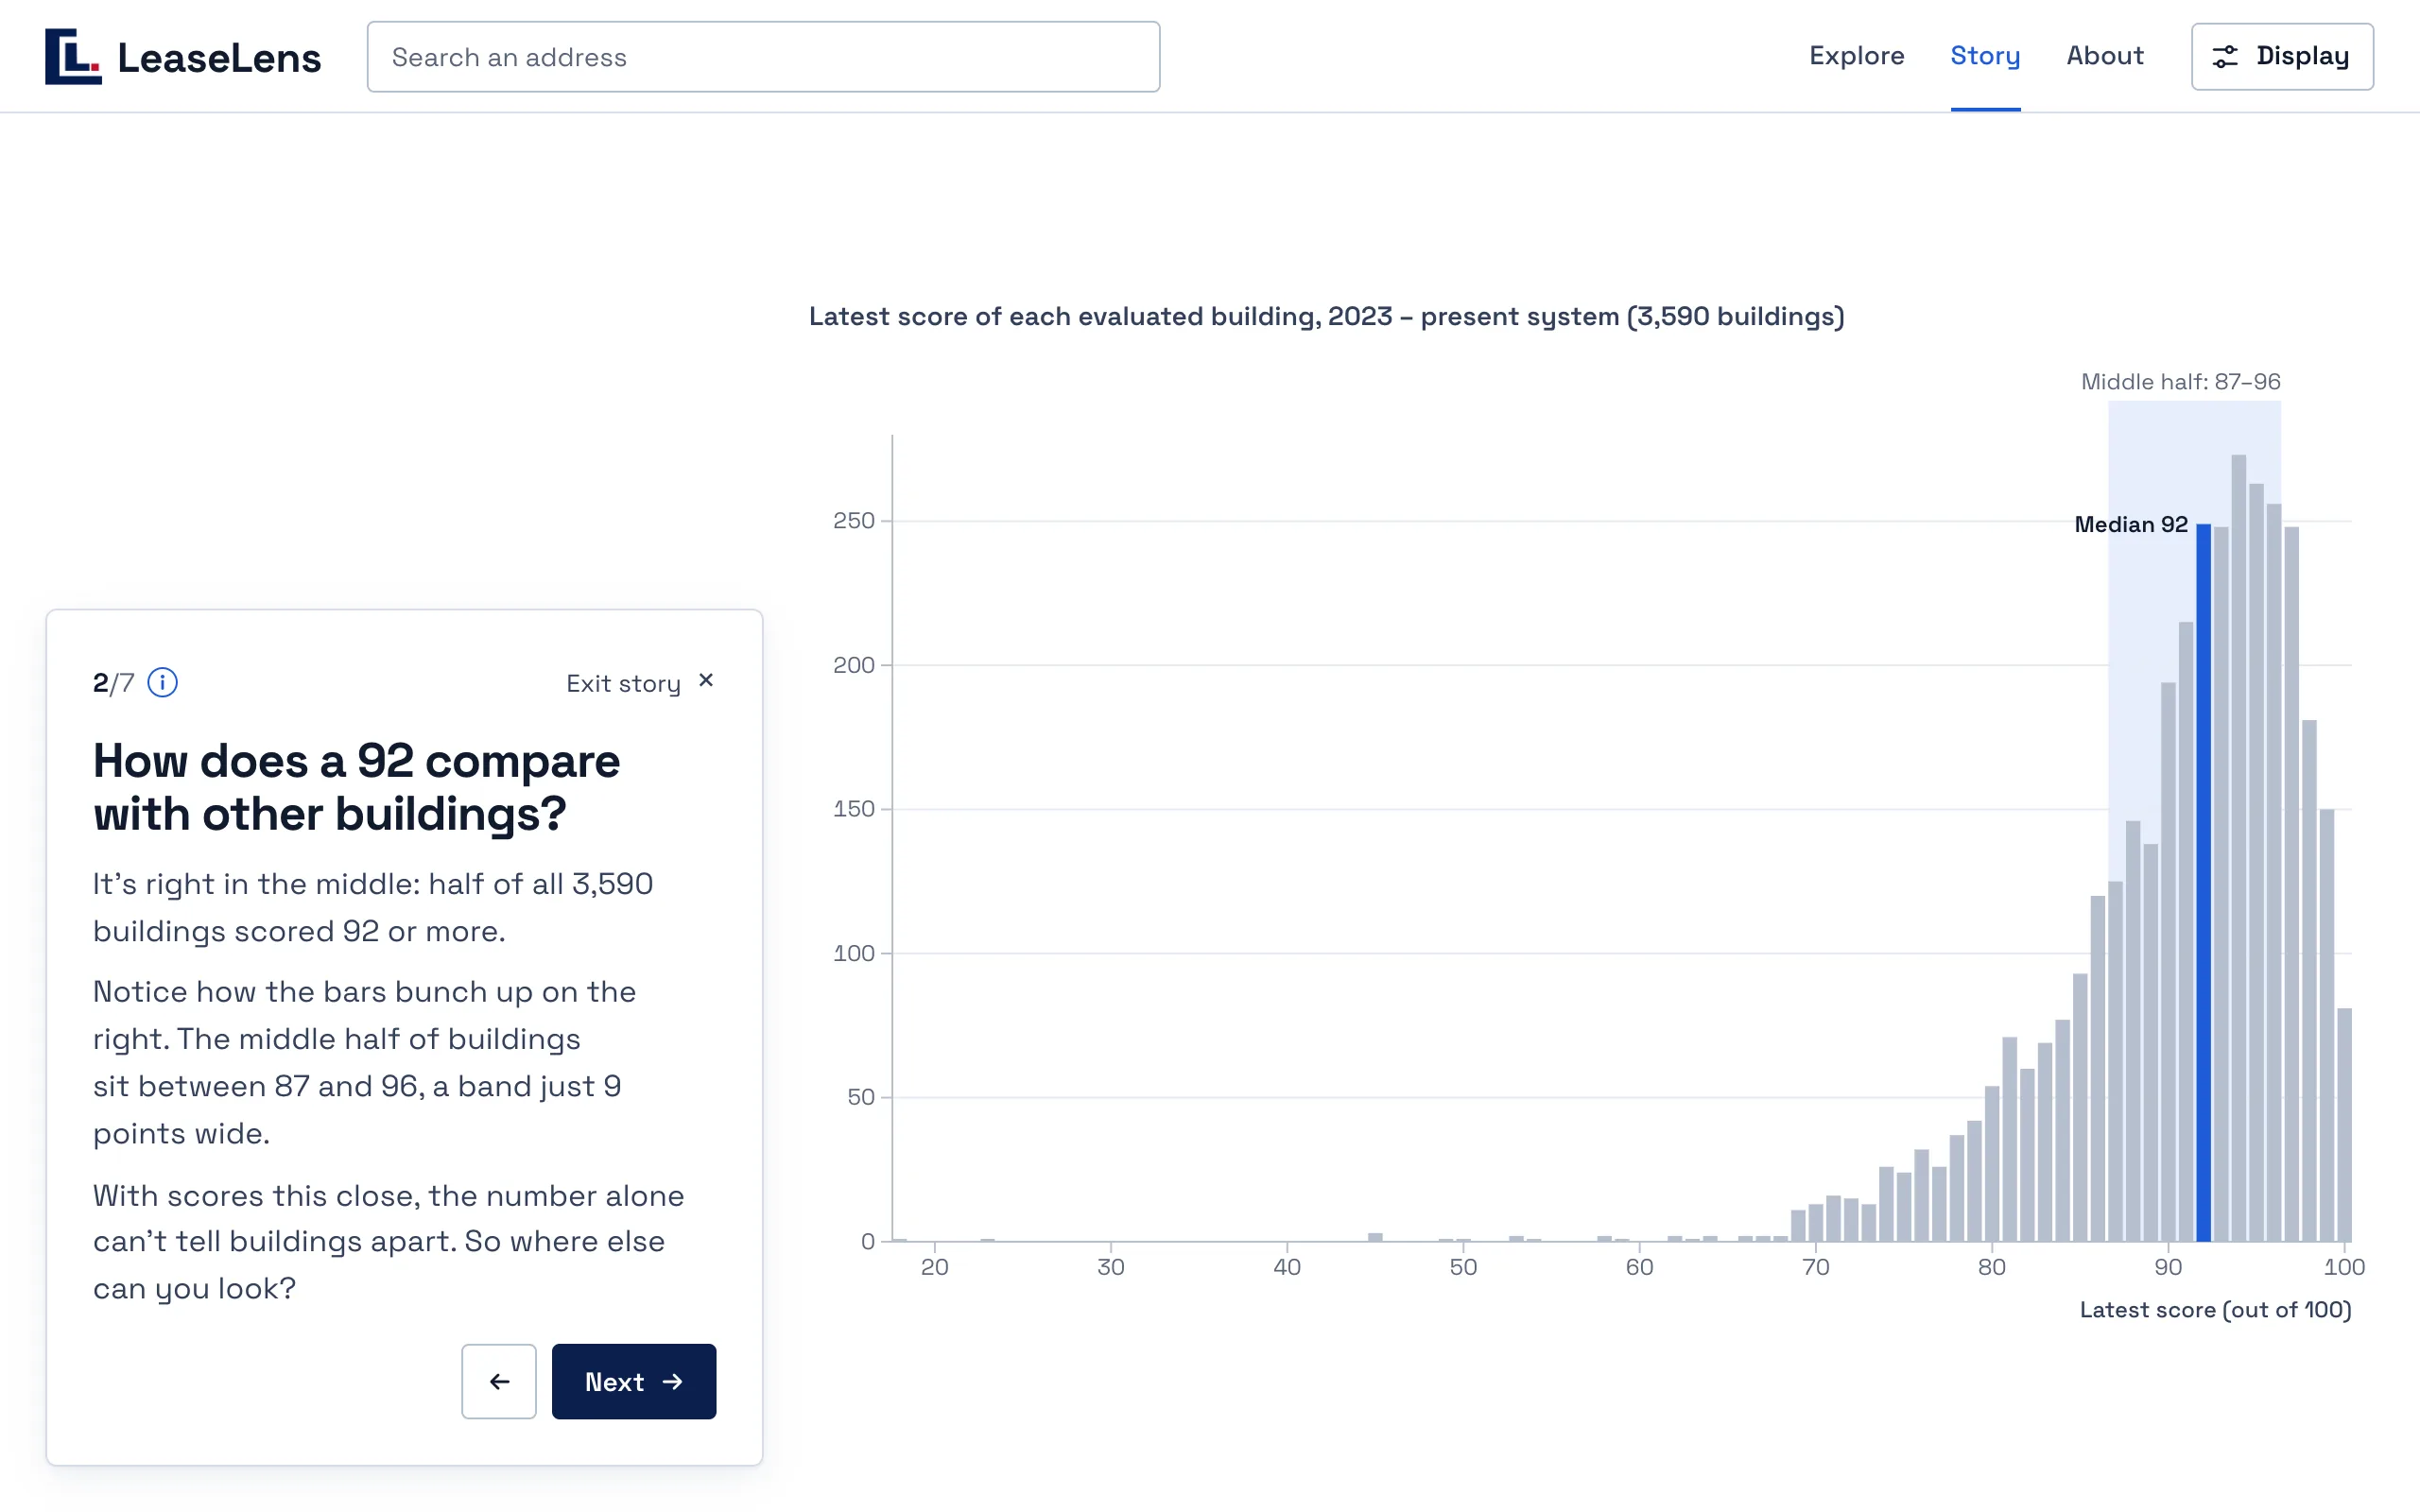 LeaseLens
Search an address
Explore
Story
About
Display
Latest score of each evaluated building, 2023 – present system (3,590 buildings)
Middle half: 87–96
Median 92
250
200
150
100
50
0
20
30
40
50
60
70
80
90
100
Latest score (out of 100)
2/7
Exit story ×
How does a 92 compare
with other buildings?
It’s right in the middle: half of all 3,590
buildings scored 92 or more.
Notice how the bars bunch up on the
right. The middle half of buildings
sit between 87 and 96, a band just 9
points wide.
With scores this close, the number alone
can’t tell buildings apart. So where else
can you look?
← Next →